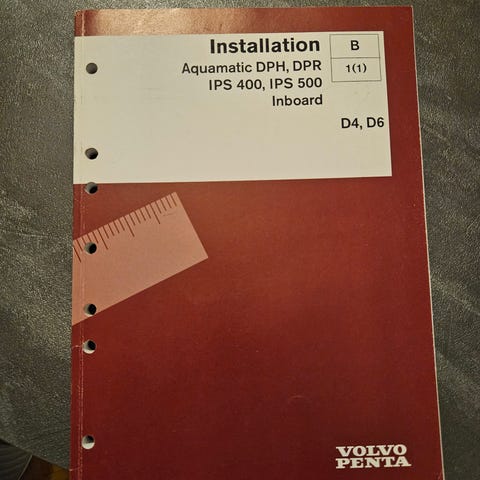 Installation
B
Aquamatic DPH, DPR
1(1)
IPS 400, IPS 500
Inboard
D4, D6
VOLVO
PENTA